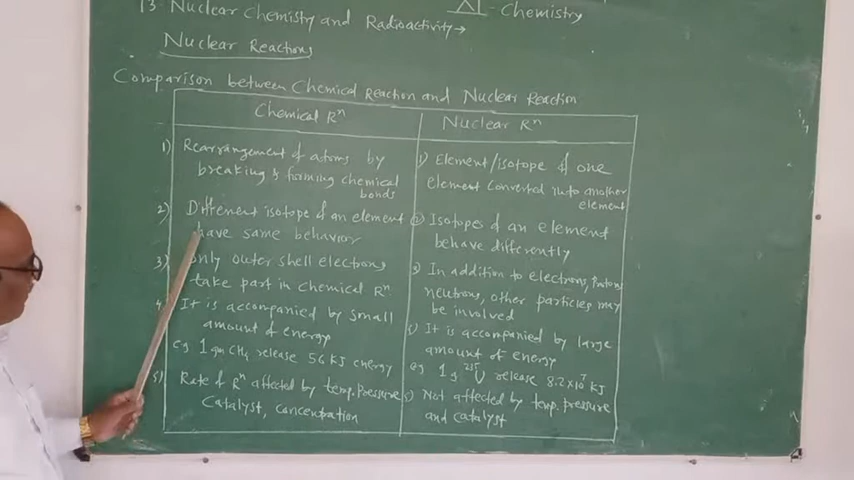 XI - Chemistry
13. Nuclear Chemistry and Radioactivity →
Nuclear Reactions
Comparison between Chemical Reaction and Nuclear Reaction
Chemical Rⁿ
1) Rearrangement of atoms by
breaking & forming chemical
bonds
2) Different isotope of an element
have same behavior
3) only outer shell electrons
take part in chemical Rⁿ
4) It is accompanied by small
amount of energy
eg 1 gm CH₄ release 56 KJ energy
5) Rate of Rⁿ affected by temp. Pressure
Catalyst, concentration
Nuclear Rⁿ
1) Element/isotope of one
element converted into another
element
2) Isotopes of an element
behave differently
3) In addition to electrons, protons
neutrons, other particles may
be involved
4) It is accompanied by large
amount of energy
eg 1g ²³⁵U release 8.2×10⁷ KJ
5) Not affected by temp. pressure
and catalyst